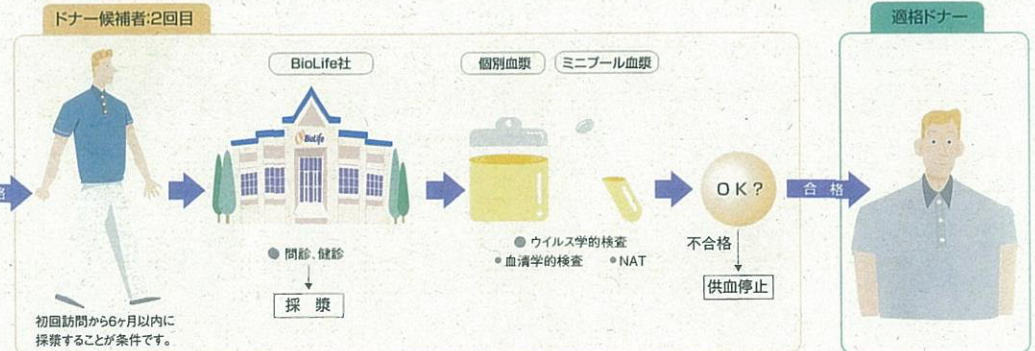 ドナー候補者:2回目
適格ドナー
BioLife社
個別血漿
ミニプール血漿
BioLife
格
OK?
合格
問診、健診
採漿
ウイルス学的検査
血清学的検査
NAT
不合格
供血停止
初回訪問から6ヶ月以内に
採漿することが条件です。